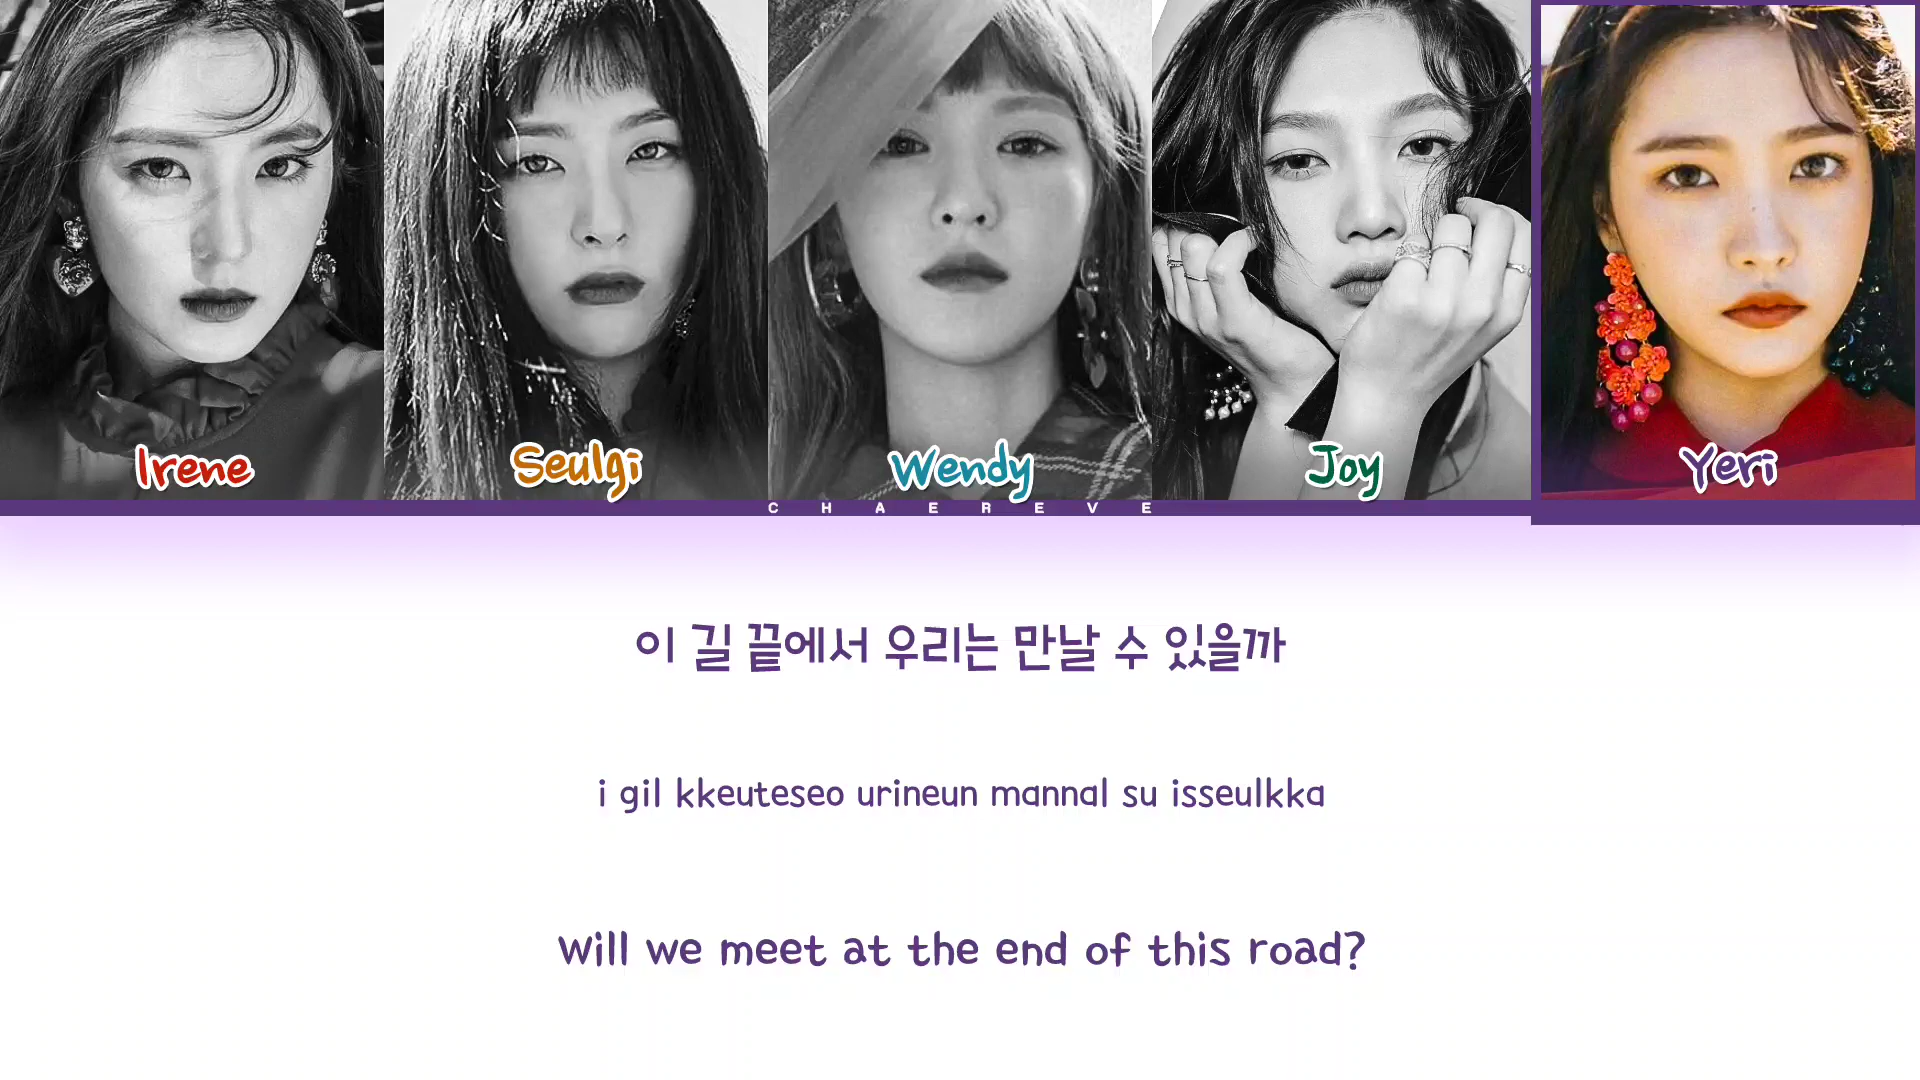 Irene
Seulgi
Wendy
Joy
Yeri
CHAEREVE
이 길 끝에서 우리는 만날 수 있을까
i gil kkeuteseo urineun mannal su isseulkka
Will we meet at the end of this road?